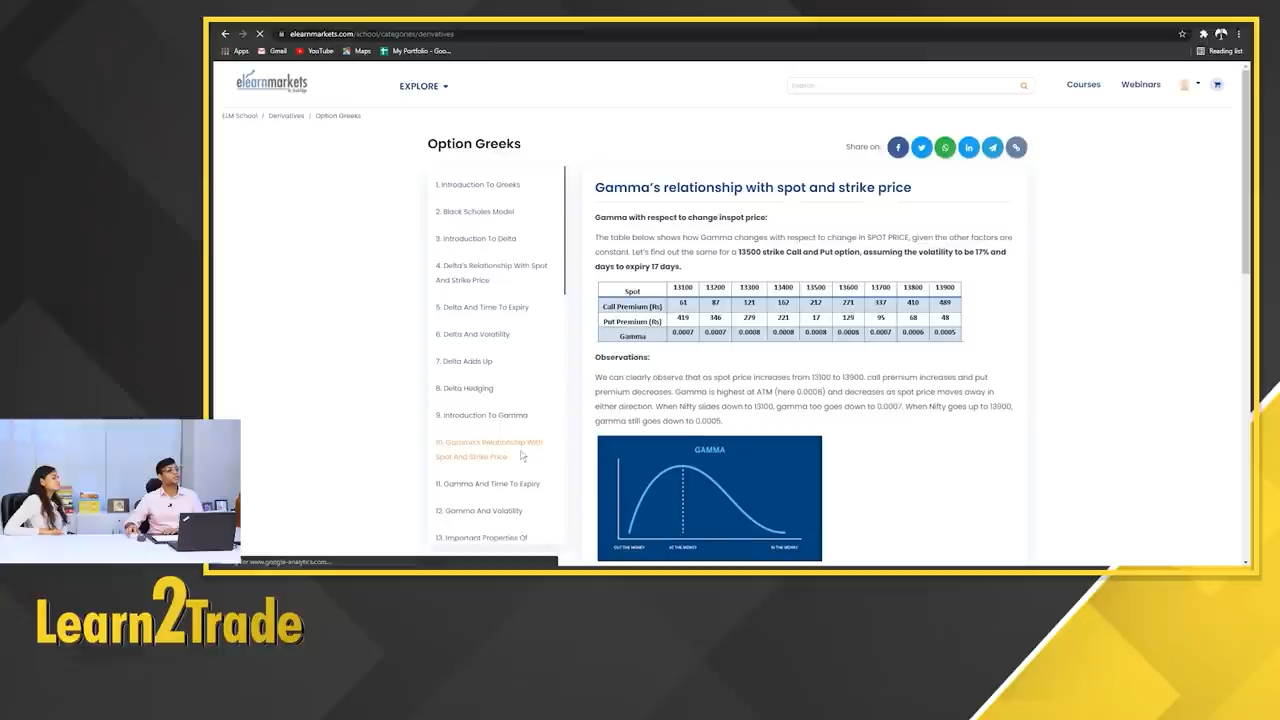 elearnmarkets.com/school/categories/derivatives
Apps Gmail YouTube Maps My Portfolio - Goo... Reading list
elearnmarkets
EXPLORE
Search
Courses Webinars
ELM School / Derivatives / Option Greeks
Option Greeks
Share on:
1. Introduction To Greeks
2. Black Scholes Model
3. Introduction To Delta
4. Delta's Relationship With Spot
And Strike Price
5. Delta And Time To Expiry
6. Delta And Volatility
7. Delta Adds Up
8. Delta Hedging
9. Introduction To Gamma
10. Gamma's Relationship With
Spot And Strike Price
11. Gamma And Time To Expiry
12. Gamma And Volatility
13. Important Properties Of
Gamma's relationship with spot and strike price
Gamma with respect to change inspot price:
The table below shows how Gamma changes with respect to change in SPOT PRICE, given the other factors are
constant. Let's find out the same for a 13500 strike Call and Put option, assuming the volatility to be 17% and
days to expiry 17 days.
Spot 13100 13200 13300 13400 13500 13600 13700 13800 13900
Call Premium (Rs) 61 87 121 162 212 271 337 410 489
Put Premium (Rs) 419 346 279 221 17 129 95 68 48
Gamma 0.0007 0.0007 0.0008 0.0008 0.0008 0.0008 0.0007 0.0006 0.0005
Observations:
We can clearly observe that as spot price increases from 13100 to 13900. call premium increases and put
premium decreases. Gamma is highest at ATM (here 0.0008) and decreases as spot price moves away in
either direction. When Nifty slides down to 13100, gamma too goes down to 0.0007. When Nifty goes up to 13900,
gamma still goes down to 0.0005.
GAMMA
OUT THE MONEY AT THE MONEY IN THE MONEY
for www.google-analytics.com...
Learn2Trade